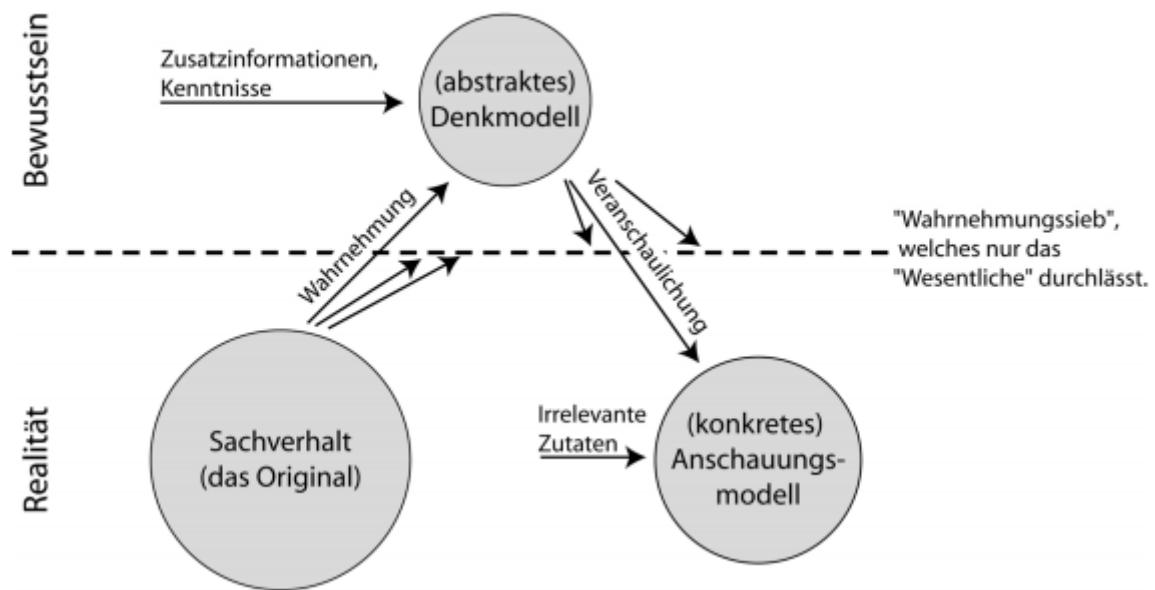 Bewusstsein
Zusatzinformationen,
Kenntnisse
(abstraktes)
Denkmodell
Wahrnehmung
Veranschaulichung
"Wahrnehmungssieb",
welches nur das
"Wesentliche" durchlässt.
Realität
Sachverhalt
(das Original)
Irrelevante
Zutaten
(konkretes)
Anschauungs-
modell